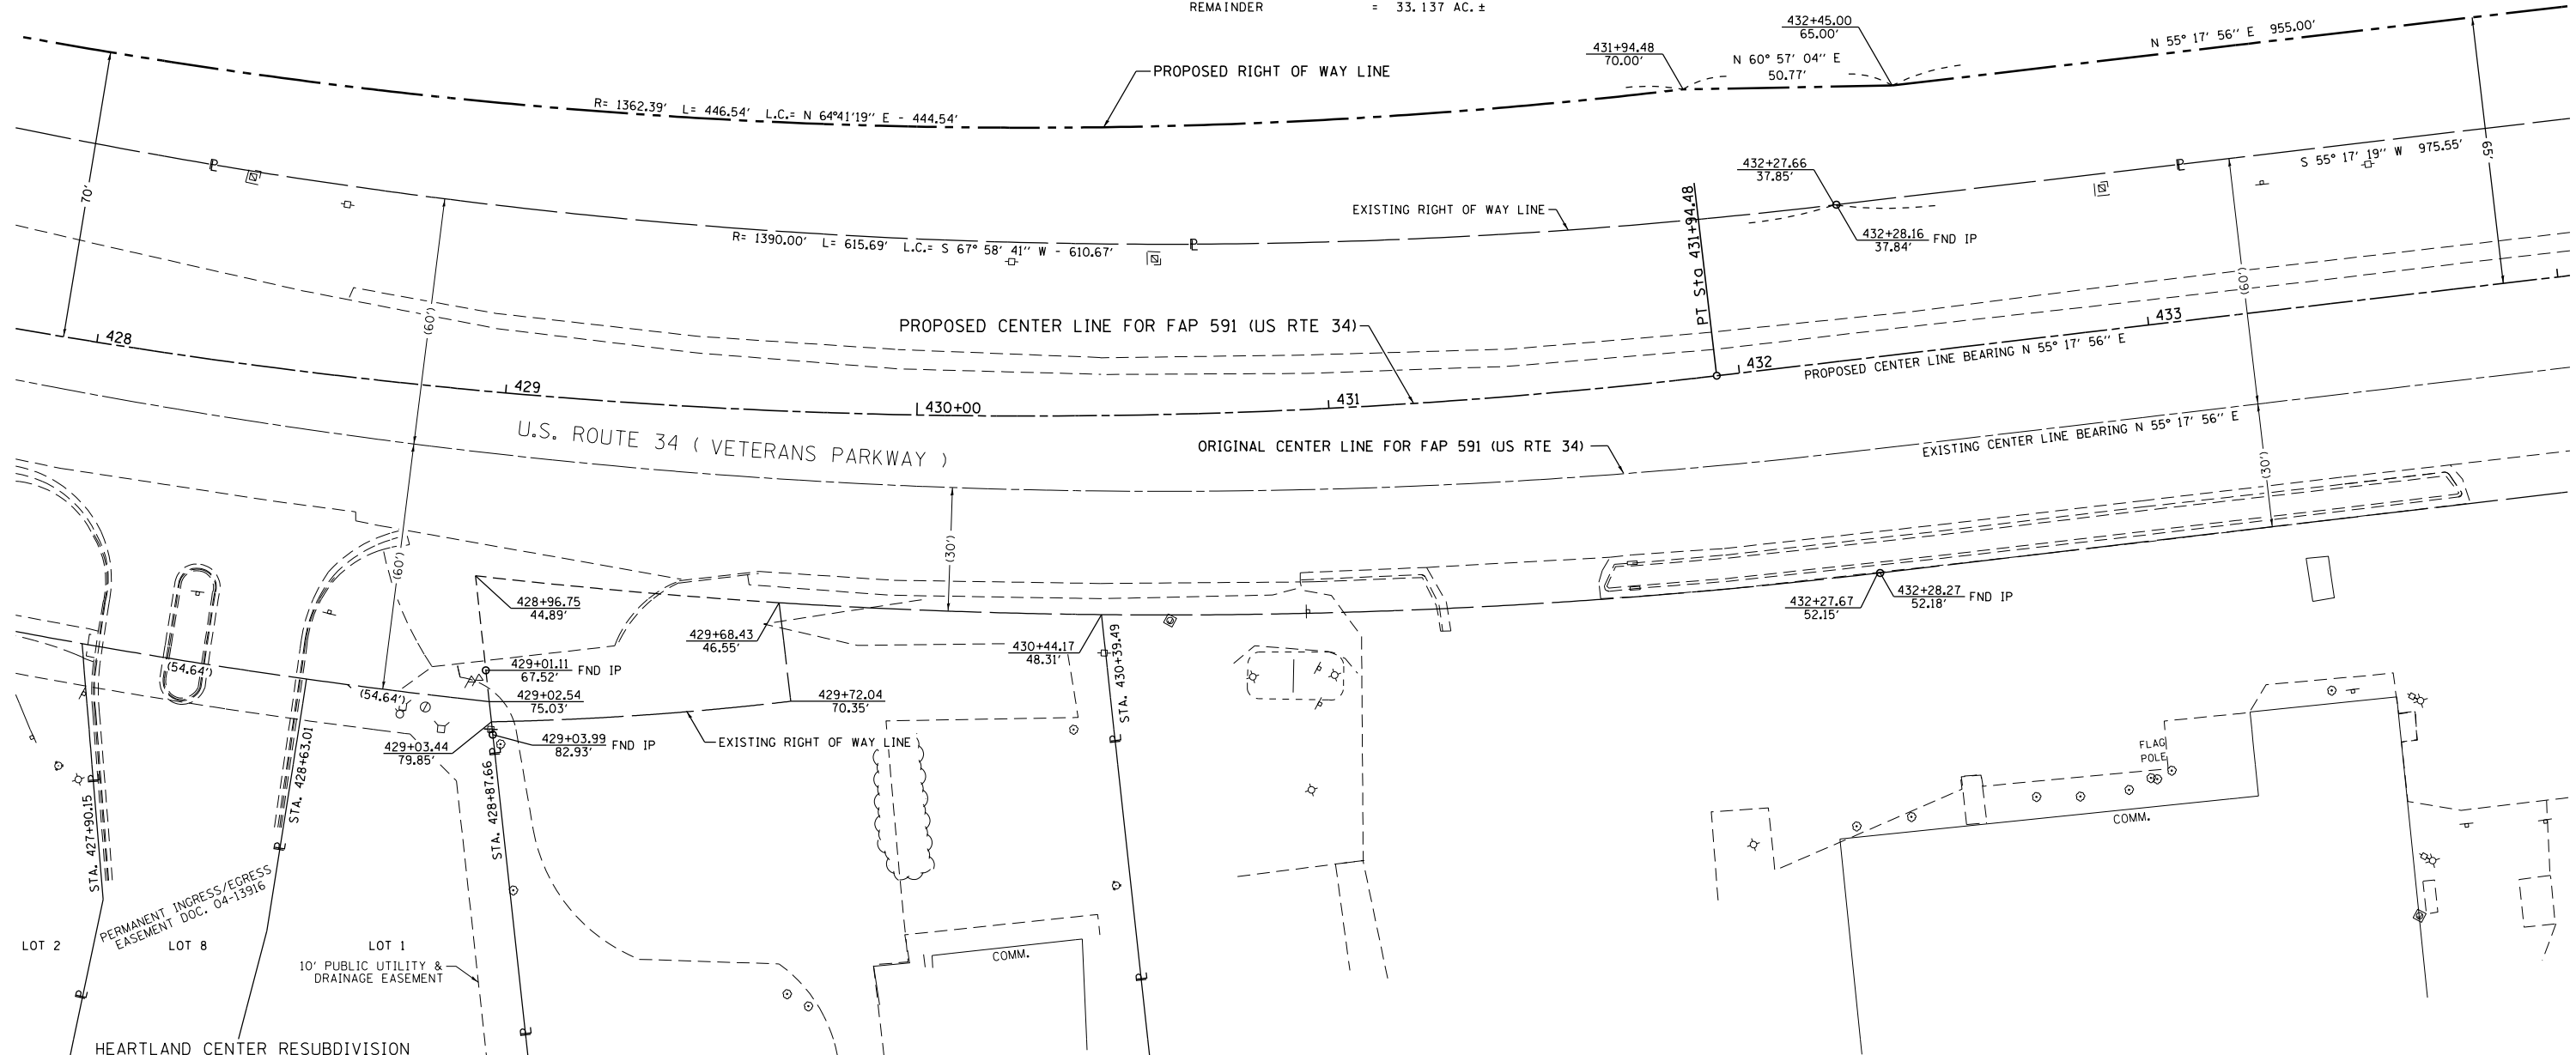 REMAINDER = 33.137 AC.±
432+45.00
65.00'
N 55° 17' 56" E 955.00'
431+94.48
70.00'
N 60° 57' 04" E
50.77'
PROPOSED RIGHT OF WAY LINE
R= 1362.39' L= 446.54' L.C.= N 64°41'19" E - 444.54'
70'
65'
S 55° 17' 19" W 975.55'
432+27.66
37.85'
EXISTING RIGHT OF WAY LINE
432+28.16
37.84'
FND IP
R= 1390.00' L= 615.69' L.C.= S 67° 58' 41" W - 610.67'
PT Sta 431+94.48
(60')
(60')
PROPOSED CENTER LINE FOR FAP 591 (US RTE 34)
428
429
430+00
431
432
433
PROPOSED CENTER LINE BEARING N 55° 17' 56" E
U.S. ROUTE 34 ( VETERANS PARKWAY )
ORIGINAL CENTER LINE FOR FAP 591 (US RTE 34)
EXISTING CENTER LINE BEARING N 55° 17' 56" E
(30')
(30')
(60')
428+96.75
44.89'
429+68.43
46.55'
430+44.17
48.31'
432+27.67
52.15'
432+28.27
52.18'
FND IP
429+01.11
67.52'
FND IP
429+02.54
75.03'
429+72.04
70.35'
(54.64')
(54.64')
429+03.44
79.85'
429+03.99
82.93'
FND IP
EXISTING RIGHT OF WAY LINE
STA. 427+90.15
STA. 428+63.01
STA. 428+87.66
STA. 430+39.49
FLAG
POLE
COMM.
COMM.
PERMANENT INGRESS/EGRESS
EASEMENT DOC. 04-13916
LOT 2
LOT 8
LOT 1
10' PUBLIC UTILITY &
DRAINAGE EASEMENT
HEARTLAND CENTER RESUBDIVISION